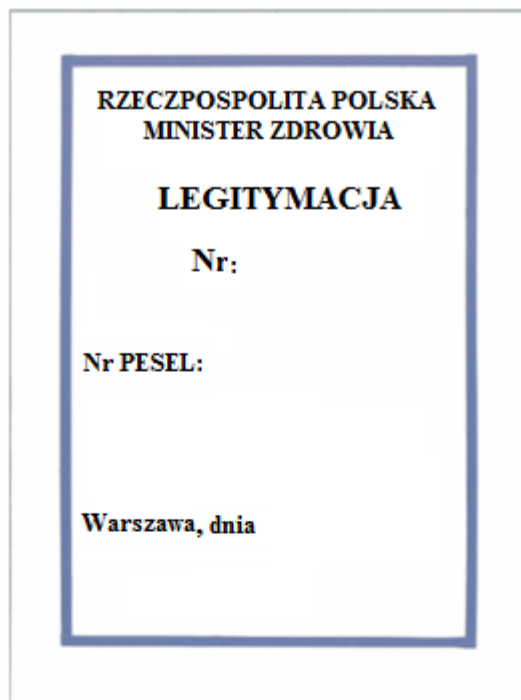 RZECZPOSPOLITA POLSKA
MINISTER ZDROWIA
LEGITYMACJA
Nr:
Nr PESEL:
Warszawa, dnia